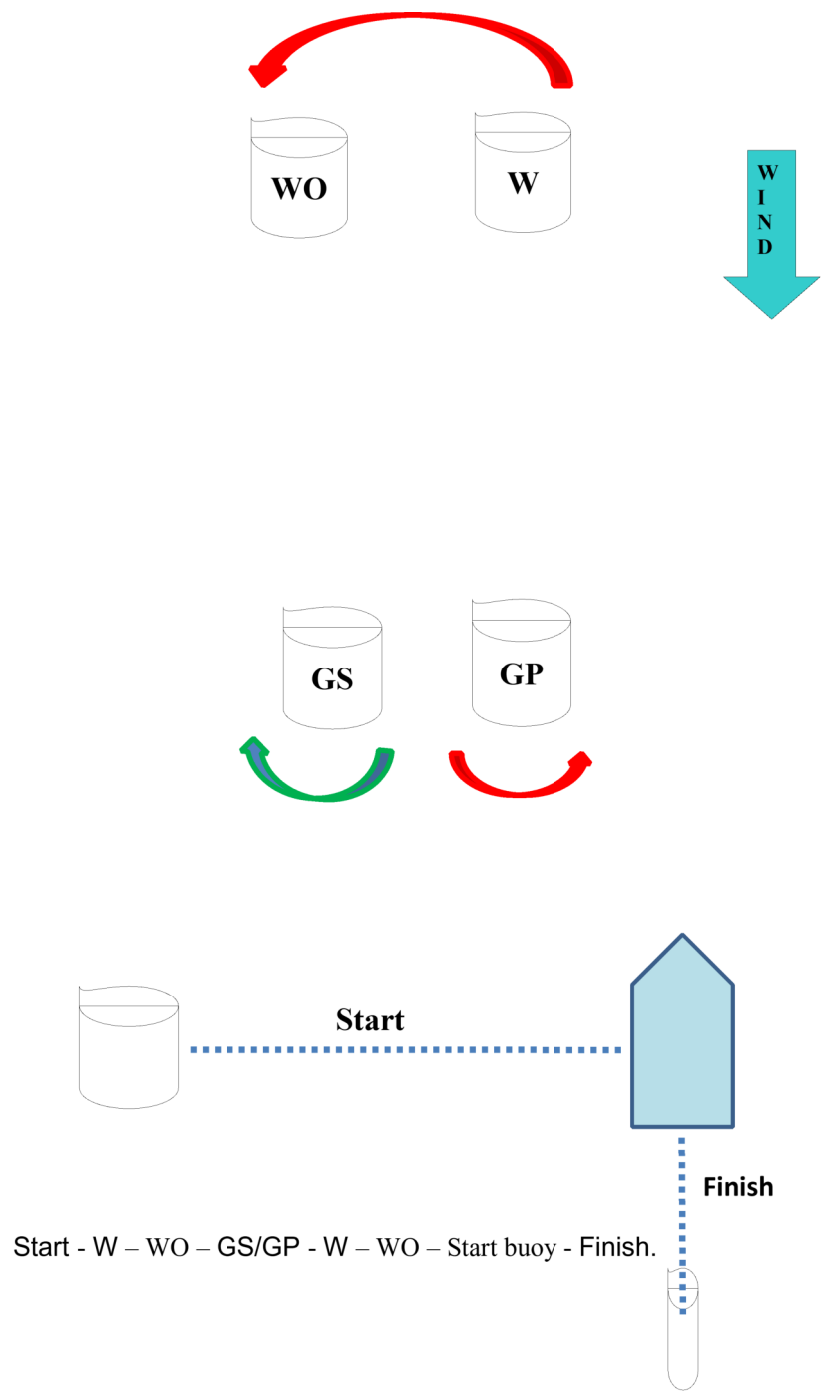 WO
W
W
I
N
D
GS
GP
Start
Finish
Start - W – WO – GS/GP - W – WO – Start buoy - Finish.